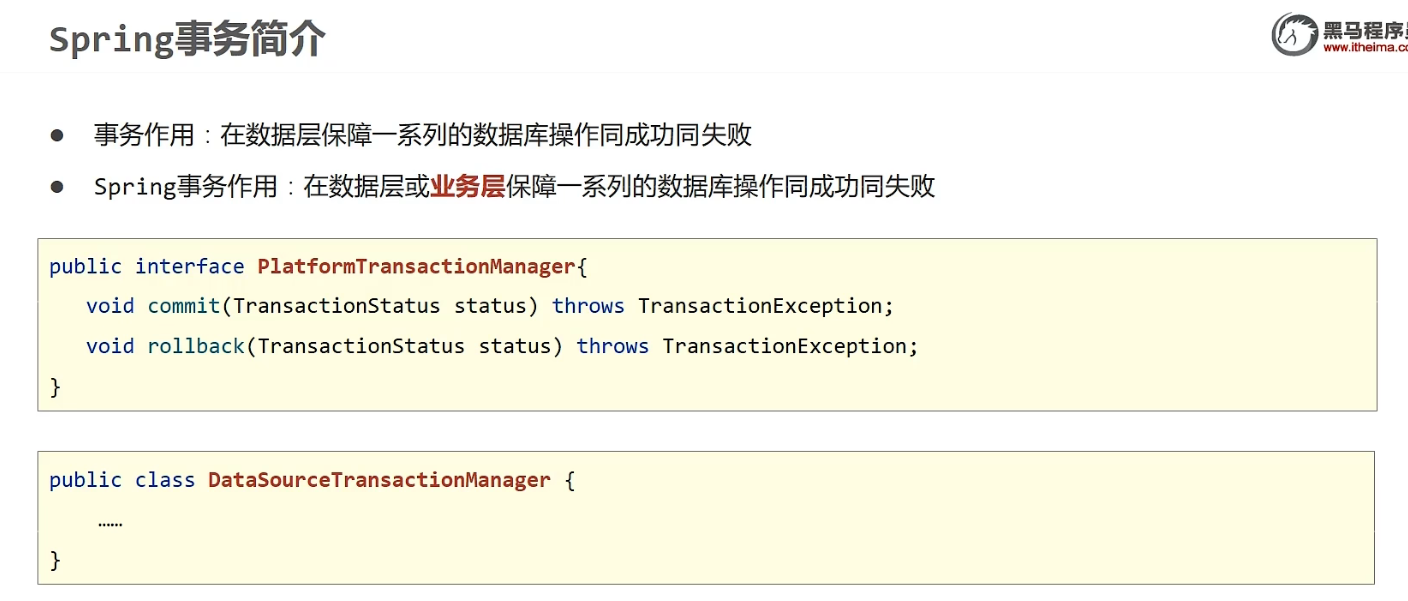 Spring事务简介
黑马程序员
www.itheima.co
● 事务作用：在数据层保障一系列的数据库操作同成功同失败
● Spring事务作用：在数据层或业务层保障一系列的数据库操作同成功同失败
public interface PlatformTransactionManager{
void commit(TransactionStatus status) throws TransactionException;
void rollback(TransactionStatus status) throws TransactionException;
}
public class DataSourceTransactionManager {
……
}